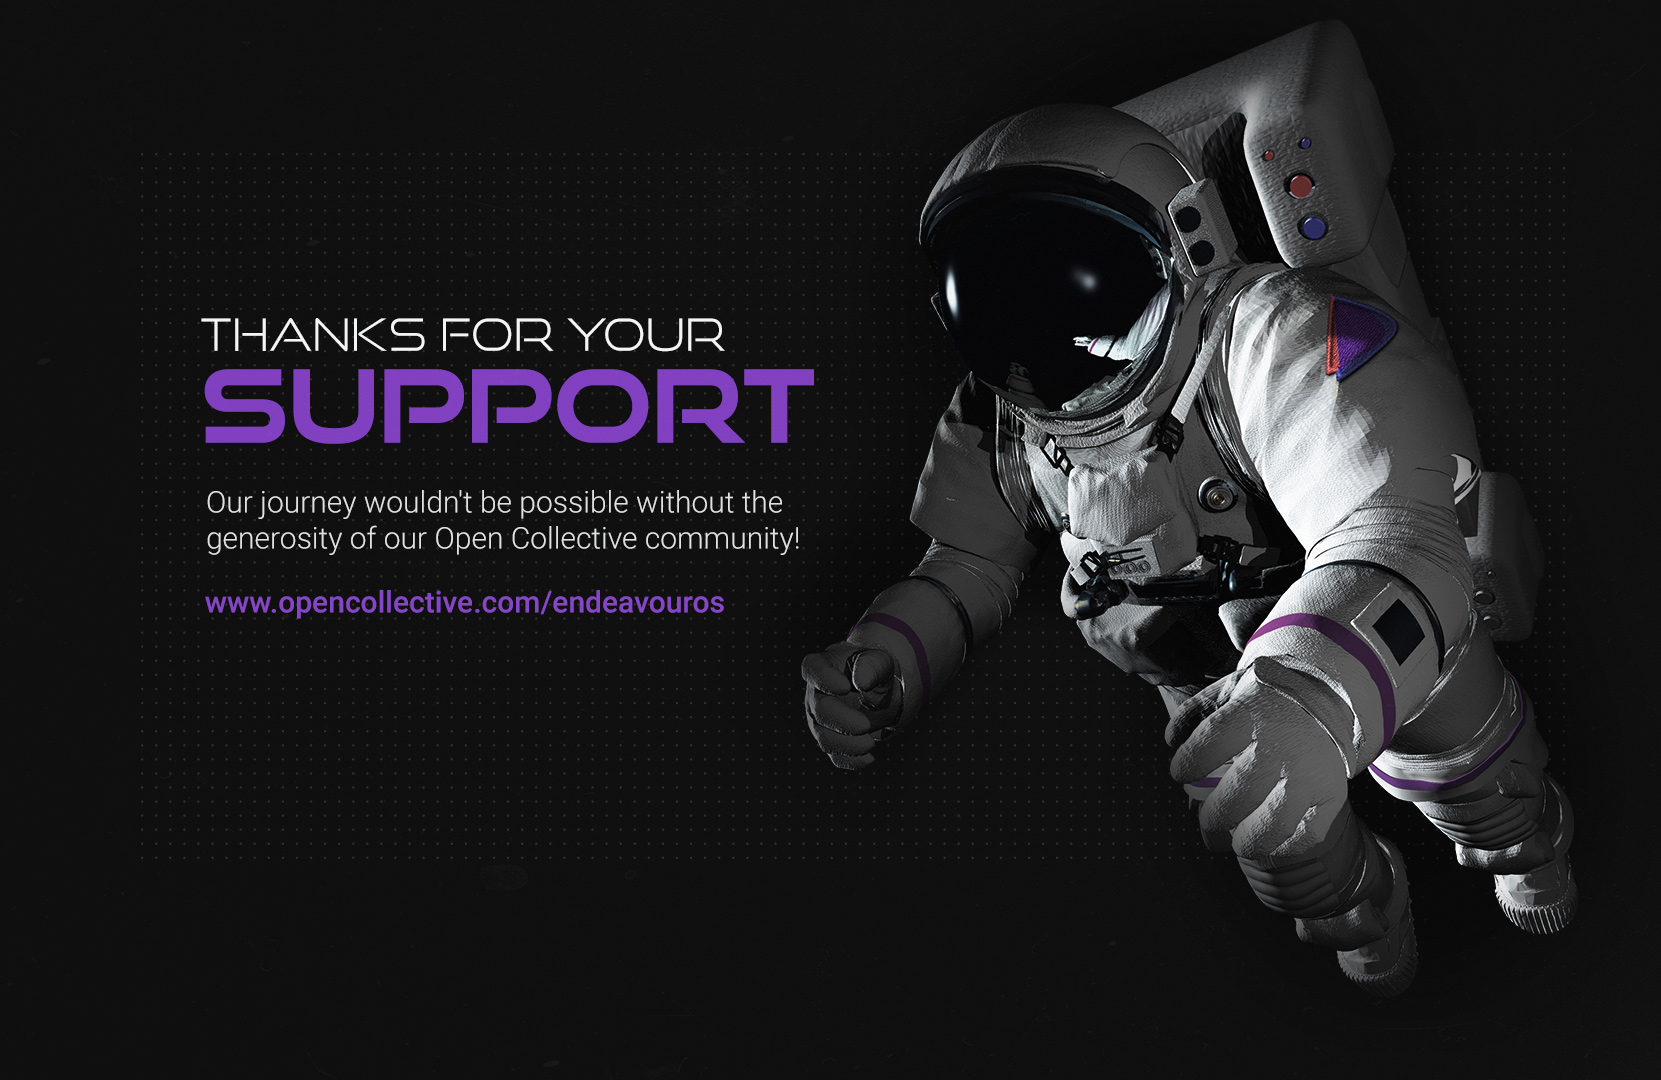 THANKS FOR YOUR
SUPPORT
Our journey wouldn't be possible without the
generosity of our Open Collective community!
www.opencollective.com/endeavouros